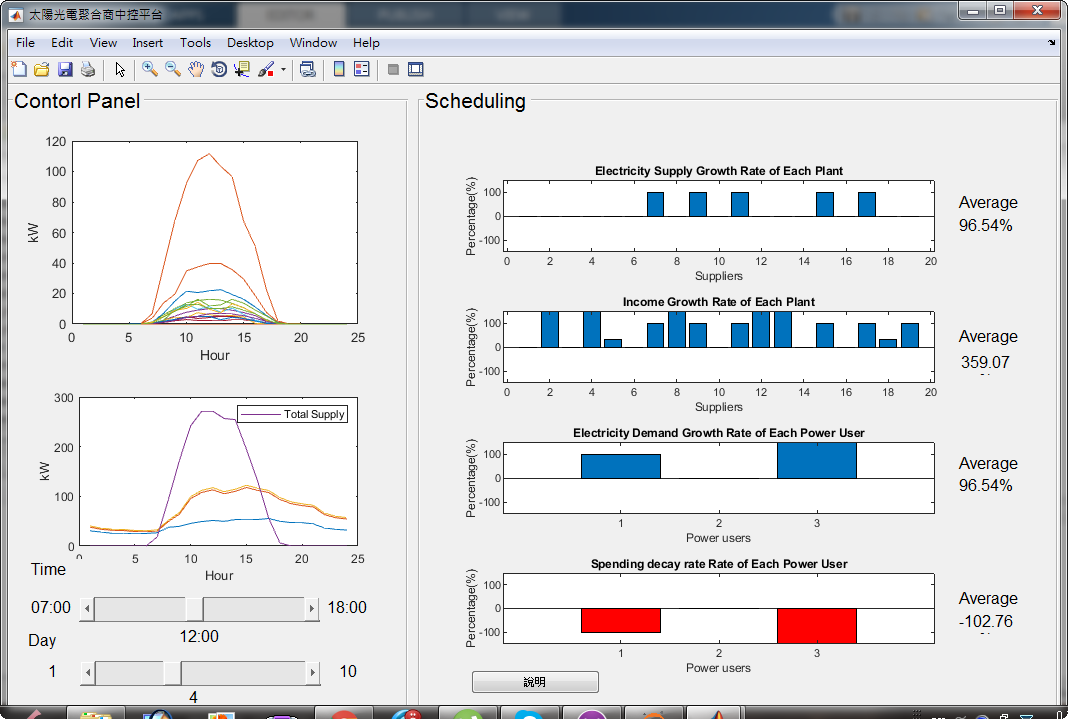 太陽光電聚合商中控平台
File Edit View Insert Tools Desktop Window Help
Contorl Panel
120
100
80
60
40
20
0
kW
0 5 10 15 20 25
Hour
300
200
100
0
kW
Total Supply
5 10 15 20 25
Hour
Time
07:00 18:00
12:00
Day
1 10
4
Scheduling
Electricity Supply Growth Rate of Each Plant
Percentage(%)
100
0
-100
0 2 4 6 8 10 12 14 16 18 20
Suppliers
Average
96.54%
Income Growth Rate of Each Plant
Percentage(%)
100
0
-100
0 2 4 6 8 10 12 14 16 18 20
Suppliers
Average
359.07
Electricity Demand Growth Rate of Each Power User
Percentage(%)
100
0
-100
1 2 3
Power users
Average
96.54%
Spending decay rate Rate of Each Power User
Percentage(%)
100
0
-100
1 2 3
Power users
Average
-102.76
說明